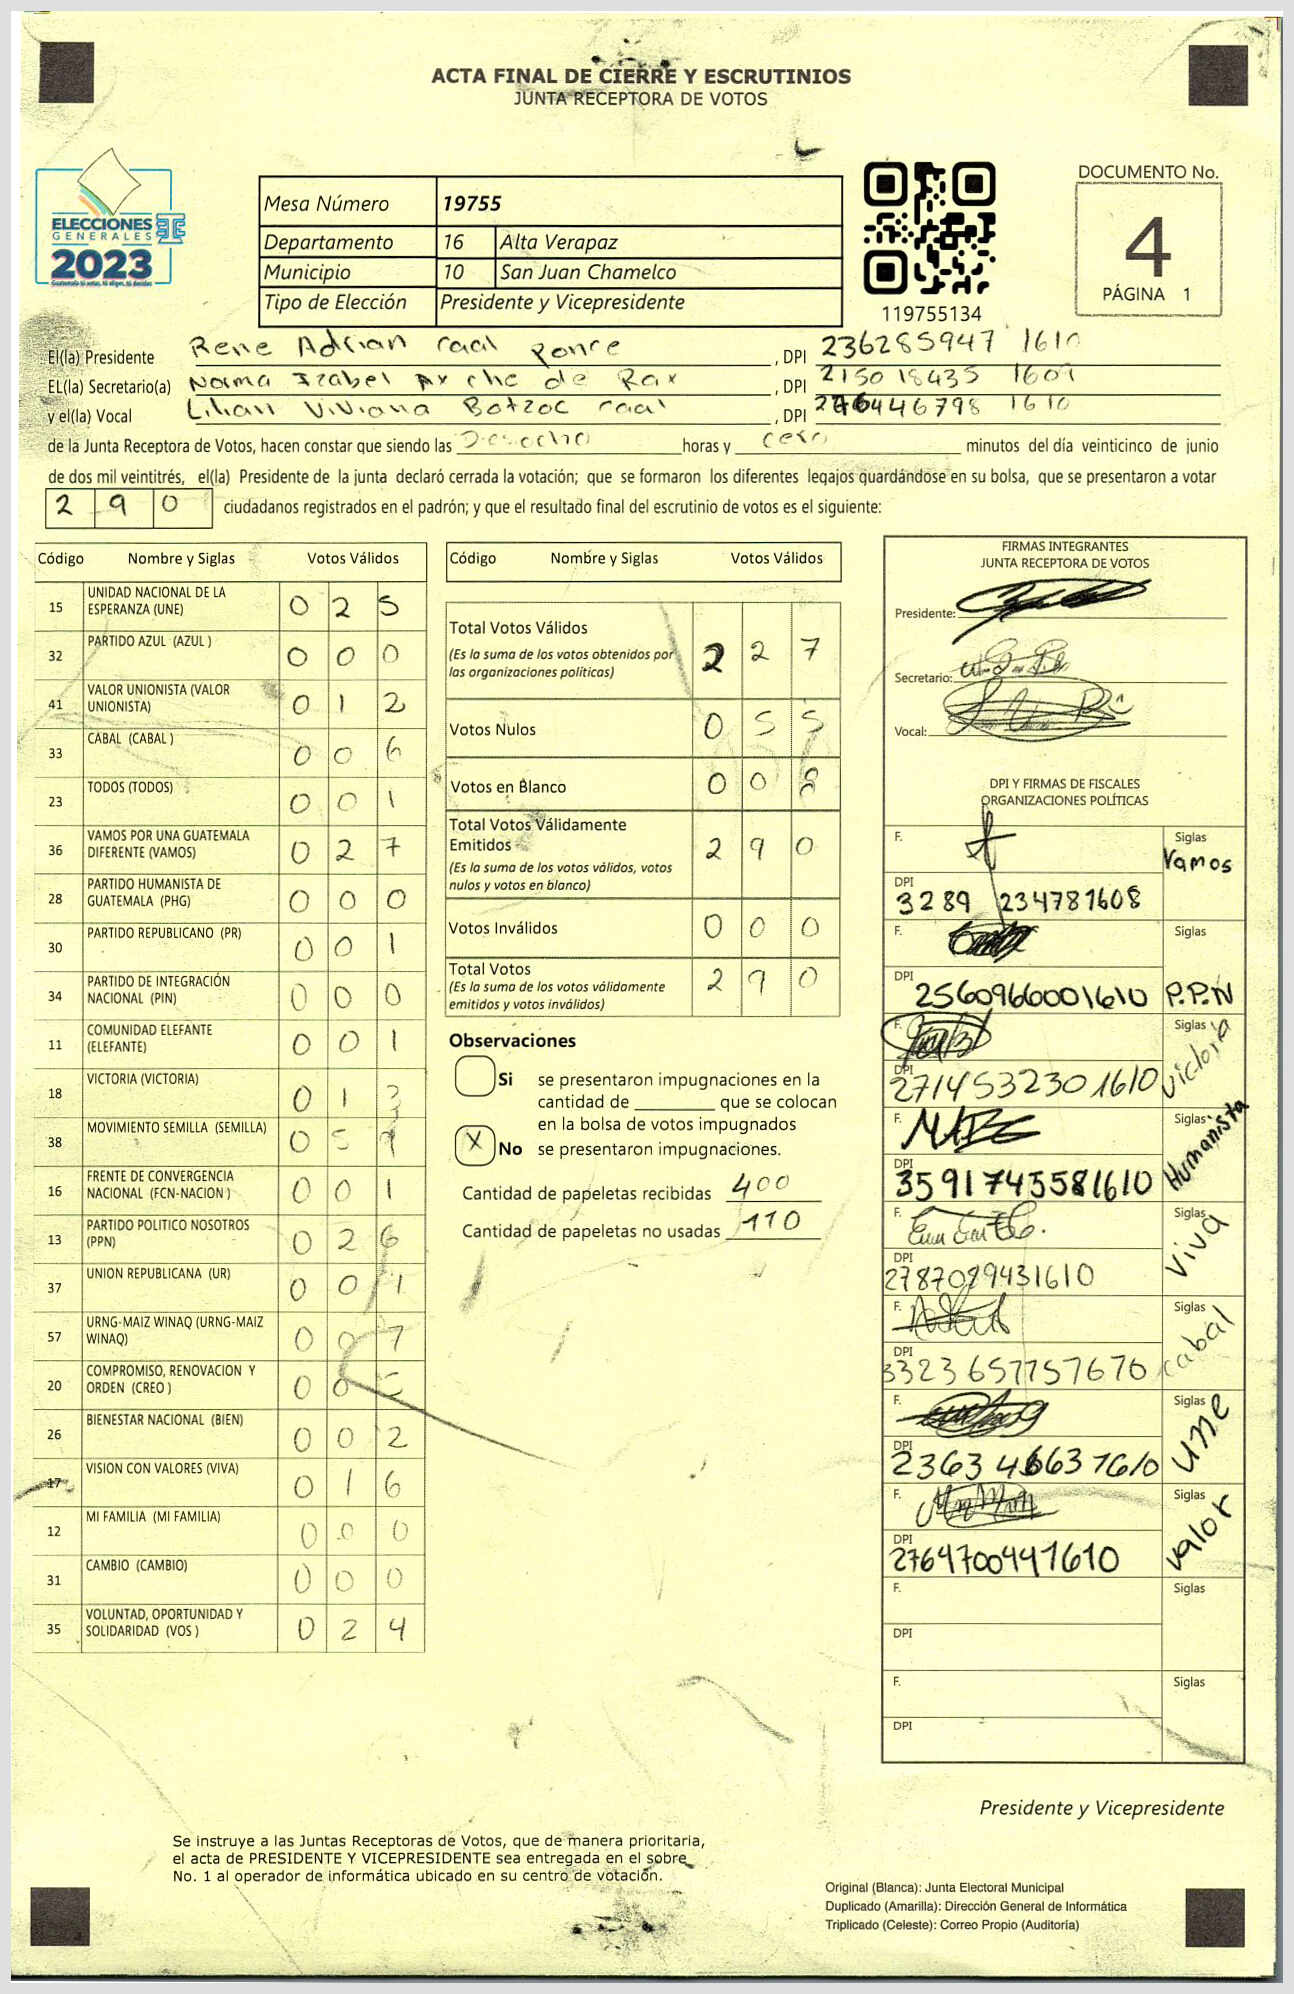 ACTA FINAL DE CIERRE Y ESCRUTINIOS
JUNTA RECEPTORA DE VOTOS
ELECCIONES
GENERALES
2023
Mesa Número 19755
Departamento 16 Alta Verapaz
Municipio 10 San Juan Chamelco
Tipo de Elección Presidente y Vicepresidente
119755134
DOCUMENTO No.
4
PÁGINA 1
El(la) Presidente Rene Adrian caal ponce , DPI 236285947 1610
EL(la) Secretario(a) Norma Izabel Ax che de Rax , DPI 215018435 1609
y el(la) Vocal Lilian Viviana Botzoc caal , DPI 276446798 1610
de la Junta Receptora de Votos, hacen constar que siendo las Dieciocho horas y cero minutos del día veinticinco de junio
de dos mil veintitrés, el(la) Presidente de la junta declaró cerrada la votación; que se formaron los diferentes legajos guardándose en su bolsa, que se presentaron a votar
2 9 0 ciudadanos registrados en el padrón; y que el resultado final del escrutinio de votos es el siguiente:
Código Nombre y Siglas Votos Válidos
15 UNIDAD NACIONAL DE LA ESPERANZA (UNE) 0 2 5
32 PARTIDO AZUL (AZUL ) 0 0 0
41 VALOR UNIONISTA (VALOR UNIONISTA) 0 1 2
33 CABAL (CABAL ) 0 0 6
23 TODOS (TODOS) 0 0 1
36 VAMOS POR UNA GUATEMALA DIFERENTE (VAMOS) 0 2 7
28 PARTIDO HUMANISTA DE GUATEMALA (PHG) 0 0 0
30 PARTIDO REPUBLICANO (PR) 0 0 1
34 PARTIDO DE INTEGRACIÓN NACIONAL (PIN) 0 0 0
11 COMUNIDAD ELEFANTE (ELEFANTE) 0 0 1
18 VICTORIA (VICTORIA) 0 1 3
38 MOVIMIENTO SEMILLA (SEMILLA) 0 5 9
16 FRENTE DE CONVERGENCIA NACIONAL (FCN-NACION ) 0 0 1
13 PARTIDO POLITICO NOSOTROS (PPN) 0 2 6
37 UNION REPUBLICANA (UR) 0 0 1
57 URNG-MAIZ WINAQ (URNG-MAIZ WINAQ) 0 0 7
20 COMPROMISO, RENOVACION Y ORDEN (CREO ) 0 0
26 BIENESTAR NACIONAL (BIEN) 0 0 2
17 VISION CON VALORES (VIVA) 0 1 6
12 MI FAMILIA (MI FAMILIA) 0 0 0
31 CAMBIO (CAMBIO) 0 0 0
35 VOLUNTAD, OPORTUNIDAD Y SOLIDARIDAD (VOS ) 0 2 4
Código Nombre y Siglas Votos Válidos
Total Votos Válidos 2 2 7
(Es la suma de los votos obtenidos por
las organizaciones políticas)
Votos Nulos 0 5 5
Votos en Blanco 0 0 8
Total Votos Válidamente
Emitidos 2 9 0
(Es la suma de los votos válidos, votos
nulos y votos en blanco)
Votos Inválidos 0 0 0
Total Votos 2 9 0
(Es la suma de los votos válidamente
emitidos y votos inválidos)
Observaciones
Si se presentaron impugnaciones en la
cantidad de ________ que se colocan
en la bolsa de votos impugnados
X No se presentaron impugnaciones.
Cantidad de papeletas recibidas 400
Cantidad de papeletas no usadas 110
FIRMAS INTEGRANTES
JUNTA RECEPTORA DE VOTOS
Presidente:
Secretario:
Vocal:
DPI Y FIRMAS DE FISCALES
ORGANIZACIONES POLÍTICAS
F. Siglas Vamos
DPI 3289 234781608
F. Siglas P.P.N
DPI 2560966001610
F. Siglas Victoria
DPI 2714532301610
F. Siglas Humanista
DPI 3591745581610
F. Siglas Viva
DPI 2787089431610
F. Siglas cabal
DPI 3323 657757670
F. Siglas une
DPI 2363 46637610
F. Siglas valor
DPI 2764700441610
F. Siglas
DPI
F. Siglas
DPI
Presidente y Vicepresidente
Se instruye a las Juntas Receptoras de Votos, que de manera prioritaria,
el acta de PRESIDENTE Y VICEPRESIDENTE sea entregada en el sobre
No. 1 al operador de informática ubicado en su centro de votación.
Original (Blanca): Junta Electoral Municipal
Duplicado (Amarilla): Dirección General de Informática
Triplicado (Celeste): Correo Propio (Auditoría)